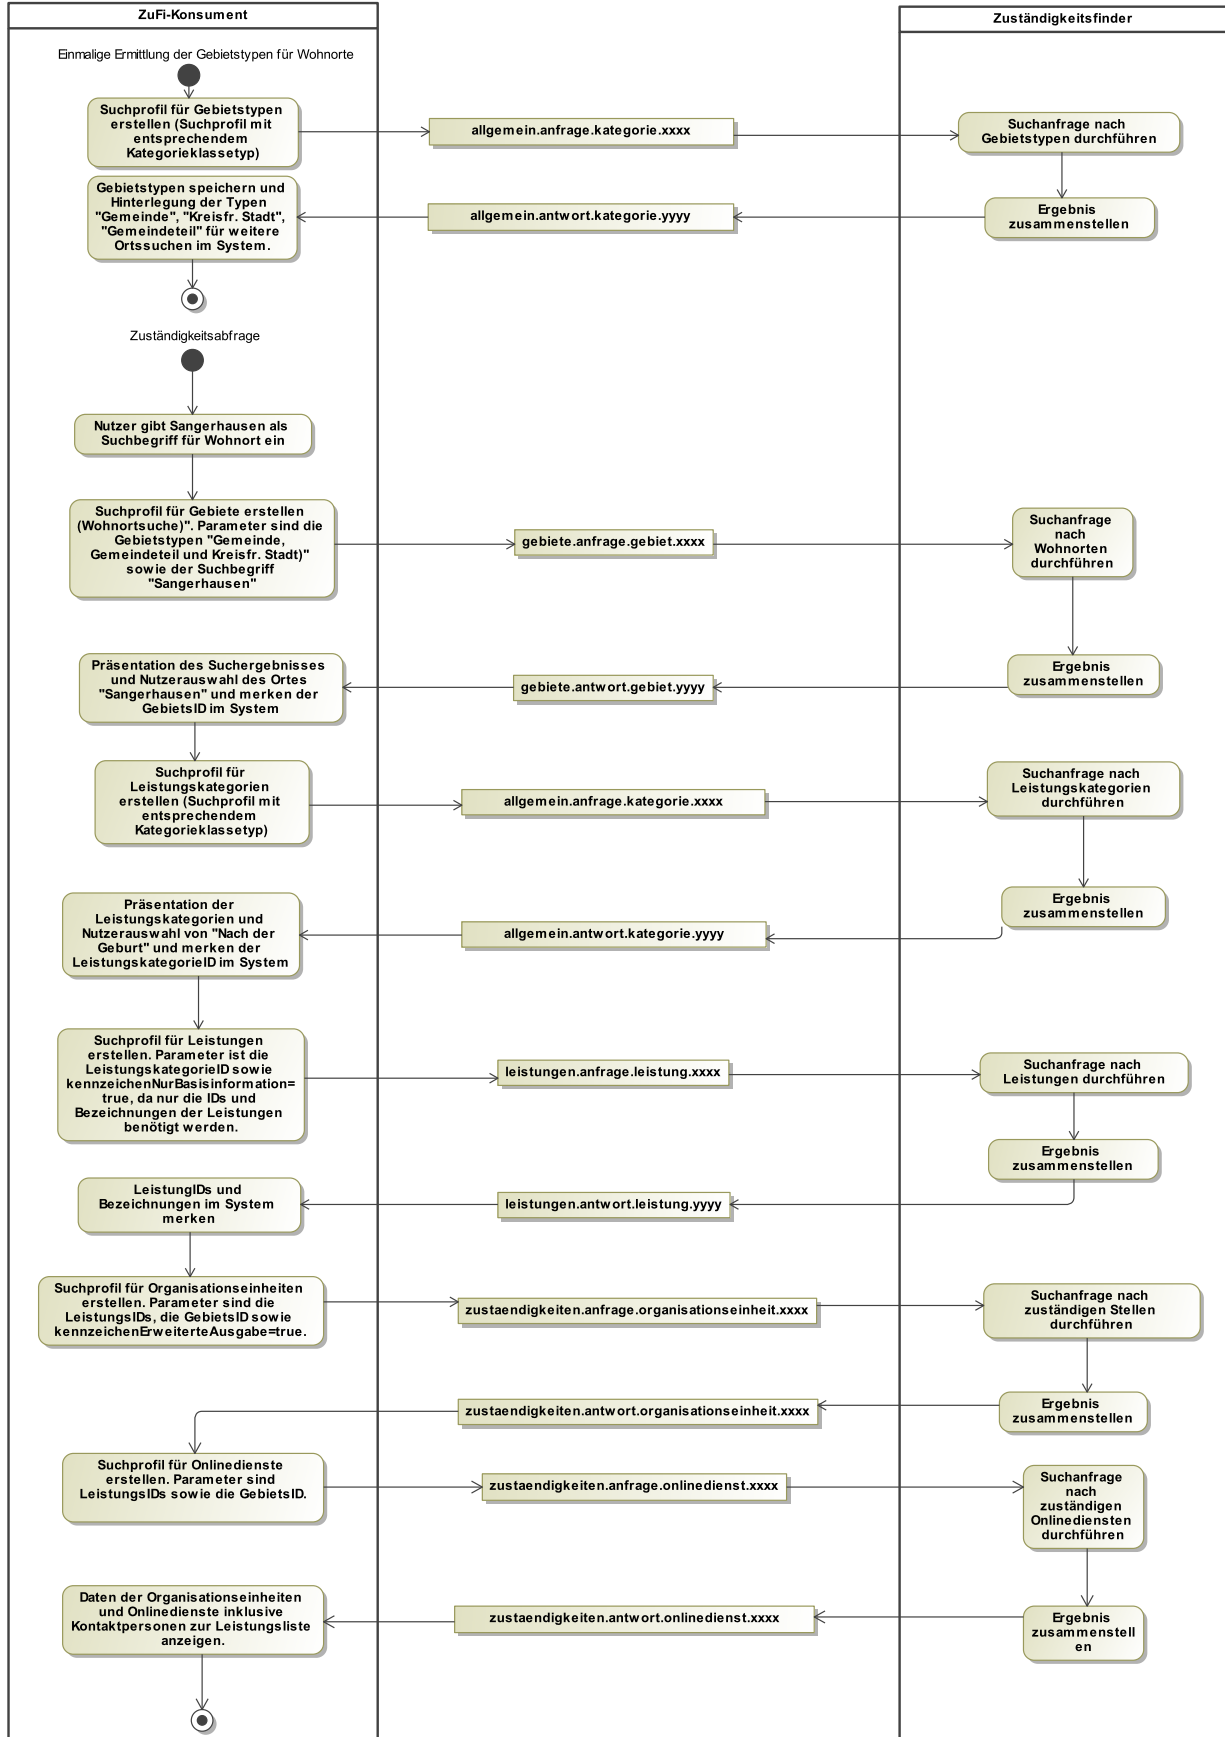 ZuFi-Konsument
Zuständigkeitsfinder
Einmalige Ermittlung der Gebietstypen für Wohnorte
Suchprofil für Gebietstypen
erstellen (Suchprofil mit
entsprechendem
Kategorieklassetyp)
allgemein.anfrage.kategorie.xxxx
Suchanfrage nach
Gebietstypen durchführen
Gebietstypen speichern und
Hinterlegung der Typen
"Gemeinde", "Kreisfr. Stadt",
"Gemeindeteil" für weitere
Ortssuchen im System.
allgemein.antwort.kategorie.yyyy
Ergebnis
zusammenstellen
Zuständigkeitsabfrage
Nutzer gibt Sangerhausen als
Suchbegriff für Wohnort ein
Suchprofil für Gebiete erstellen
(Wohnortsuche)". Parameter sind die
Gebietstypen "Gemeinde,
Gemeindeteil und Kreisfr. Stadt)"
sowie der Suchbegriff
"Sangerhausen"
gebiete.anfrage.gebiet.xxxx
Suchanfrage
nach
Wohnorten
durchführen
Präsentation des Suchergebnisses
und Nutzerauswahl des Ortes
"Sangerhausen" und merken der
GebietsID im System
gebiete.antwort.gebiet.yyyy
Ergebnis
zusammenstellen
Suchprofil für
Leistungskategorien
erstellen (Suchprofil mit
entsprechendem
Kategorieklassetyp)
allgemein.anfrage.kategorie.xxxx
Suchanfrage nach
Leistungskategorien
durchführen
Präsentation der
Leistungskategorien und
Nutzerauswahl von "Nach der
Geburt" und merken der
LeistungskategorieID im System
allgemein.antwort.kategorie.yyyy
Ergebnis
zusammenstellen
Suchprofil für Leistungen
erstellen. Parameter ist die
LeistungskategorieID sowie
kennzeichenNurBasisinformation=
true, da nur die IDs und
Bezeichnungen der Leistungen
benötigt werden.
leistungen.anfrage.leistung.xxxx
Suchanfrage nach
Leistungen durchführen
Ergebnis
zusammenstellen
LeistungIDs und
Bezeichnungen im System
merken
leistungen.antwort.leistung.yyyy
Suchprofil für Organisationseinheiten
erstellen. Parameter sind die
LeistungsIDs, die GebietsID sowie
kennzeichenErweiterteAusgabe=true.
zustaendigkeiten.anfrage.organisationseinheit.xxxx
Suchanfrage nach
zuständigen Stellen
durchführen
zustaendigkeiten.antwort.organisationseinheit.xxxx
Ergebnis
zusammenstellen
Suchprofil für Onlinedienste
erstellen. Parameter sind
LeistungsIDs sowie die GebietsID.
zustaendigkeiten.anfrage.onlinedienst.xxxx
Suchanfrage
nach
zuständigen
Onlinediensten
durchführen
Daten der Organisationseinheiten
und Onlinedienste inklusive
Kontaktpersonen zur Leistungsliste
anzeigen.
zustaendigkeiten.antwort.onlinedienst.xxxx
Ergebnis
zusammenstell
en